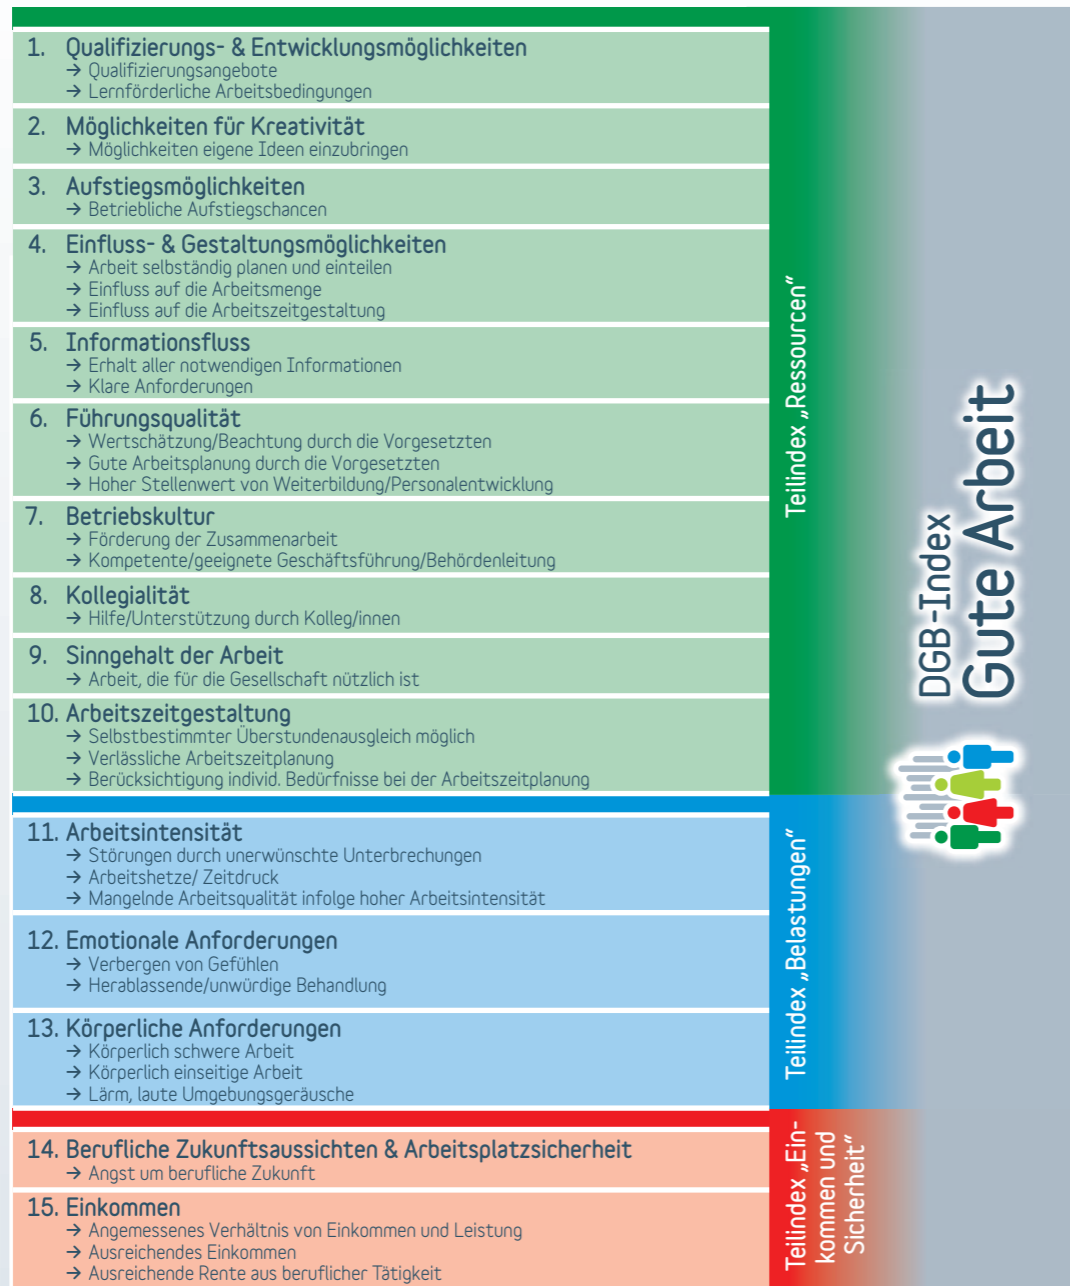 1. Qualifizierungs- & Entwicklungsmöglichkeiten
→ Qualifizierungsangebote
→ Lernförderliche Arbeitsbedingungen
2. Möglichkeiten für Kreativität
→ Möglichkeiten eigene Ideen einzubringen
3. Aufstiegsmöglichkeiten
→ Betriebliche Aufstiegschancen
4. Einfluss- & Gestaltungsmöglichkeiten
→ Arbeit selbständig planen und einteilen
→ Einfluss auf die Arbeitsmenge
→ Einfluss auf die Arbeitszeitgestaltung
5. Informationsfluss
→ Erhalt aller notwendigen Informationen
→ Klare Anforderungen
6. Führungsqualität
→ Wertschätzung/Beachtung durch die Vorgesetzten
→ Gute Arbeitsplanung durch die Vorgesetzten
→ Hoher Stellenwert von Weiterbildung/Personalentwicklung
7. Betriebskultur
→ Förderung der Zusammenarbeit
→ Kompetente/geeignete Geschäftsführung/Behördenleitung
8. Kollegialität
→ Hilfe/Unterstützung durch Kolleg/innen
9. Sinngehalt der Arbeit
→ Arbeit, die für die Gesellschaft nützlich ist
10. Arbeitszeitgestaltung
→ Selbstbestimmter Überstundenausgleich möglich
→ Verlässliche Arbeitszeitplanung
→ Berücksichtigung individ. Bedürfnisse bei der Arbeitszeitplanung
Teilindex „Ressourcen“
11. Arbeitsintensität
→ Störungen durch unerwünschte Unterbrechungen
→ Arbeitshetze/ Zeitdruck
→ Mangelnde Arbeitsqualität infolge hoher Arbeitsintensität
12. Emotionale Anforderungen
→ Verbergen von Gefühlen
→ Herablassende/unwürdige Behandlung
13. Körperliche Anforderungen
→ Körperlich schwere Arbeit
→ Körperlich einseitige Arbeit
→ Lärm, laute Umgebungsgeräusche
Teilindex „Belastungen“
14. Berufliche Zukunftsaussichten & Arbeitsplatzsicherheit
→ Angst um berufliche Zukunft
15. Einkommen
→ Angemessenes Verhältnis von Einkommen und Leistung
→ Ausreichendes Einkommen
→ Ausreichende Rente aus beruflicher Tätigkeit
Teilindex „Ein-
kommen und
Sicherheit“
DGB-Index
Gute Arbeit